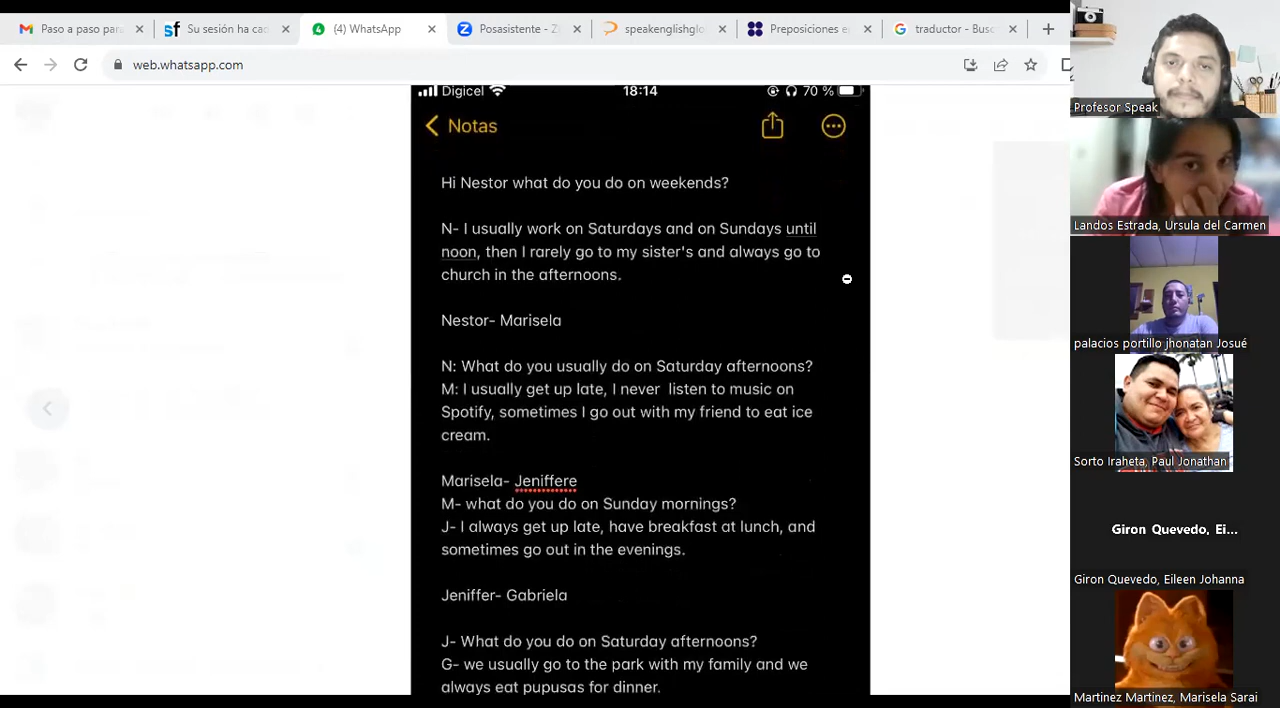 Paso a paso para
Su sesión ha cad
(4) WhatsApp
Posasistente - Z
speakenglishglo
Preposiciones e
traductor - Busc
web.whatsapp.com
Digicel
18:14
70 %
Notas
Hi Nestor what do you do on weekends?
N- I usually work on Saturdays and on Sundays until
noon, then I rarely go to my sister's and always go to
church in the afternoons.
Nestor- Marisela
N: What do you usually do on Saturday afternoons?
M: I usually get up late, I never listen to music on
Spotify, sometimes I go out with my friend to eat ice
cream.
Marisela- Jeniffere
M- what do you do on Sunday mornings?
J- I always get up late, have breakfast at lunch, and
sometimes go out in the evenings.
Jeniffer- Gabriela
J- What do you do on Saturday afternoons?
G- we usually go to the park with my family and we
always eat pupusas for dinner.
Profesor Speak
Landos Estrada, Ursula del Carmen
palacios portillo jhonatan Josué
Sorto Iraheta, Paul Jonathan
Giron Quevedo, Ei...
Giron Quevedo, Eileen Johanna
Martinez Martinez, Marisela Sarai